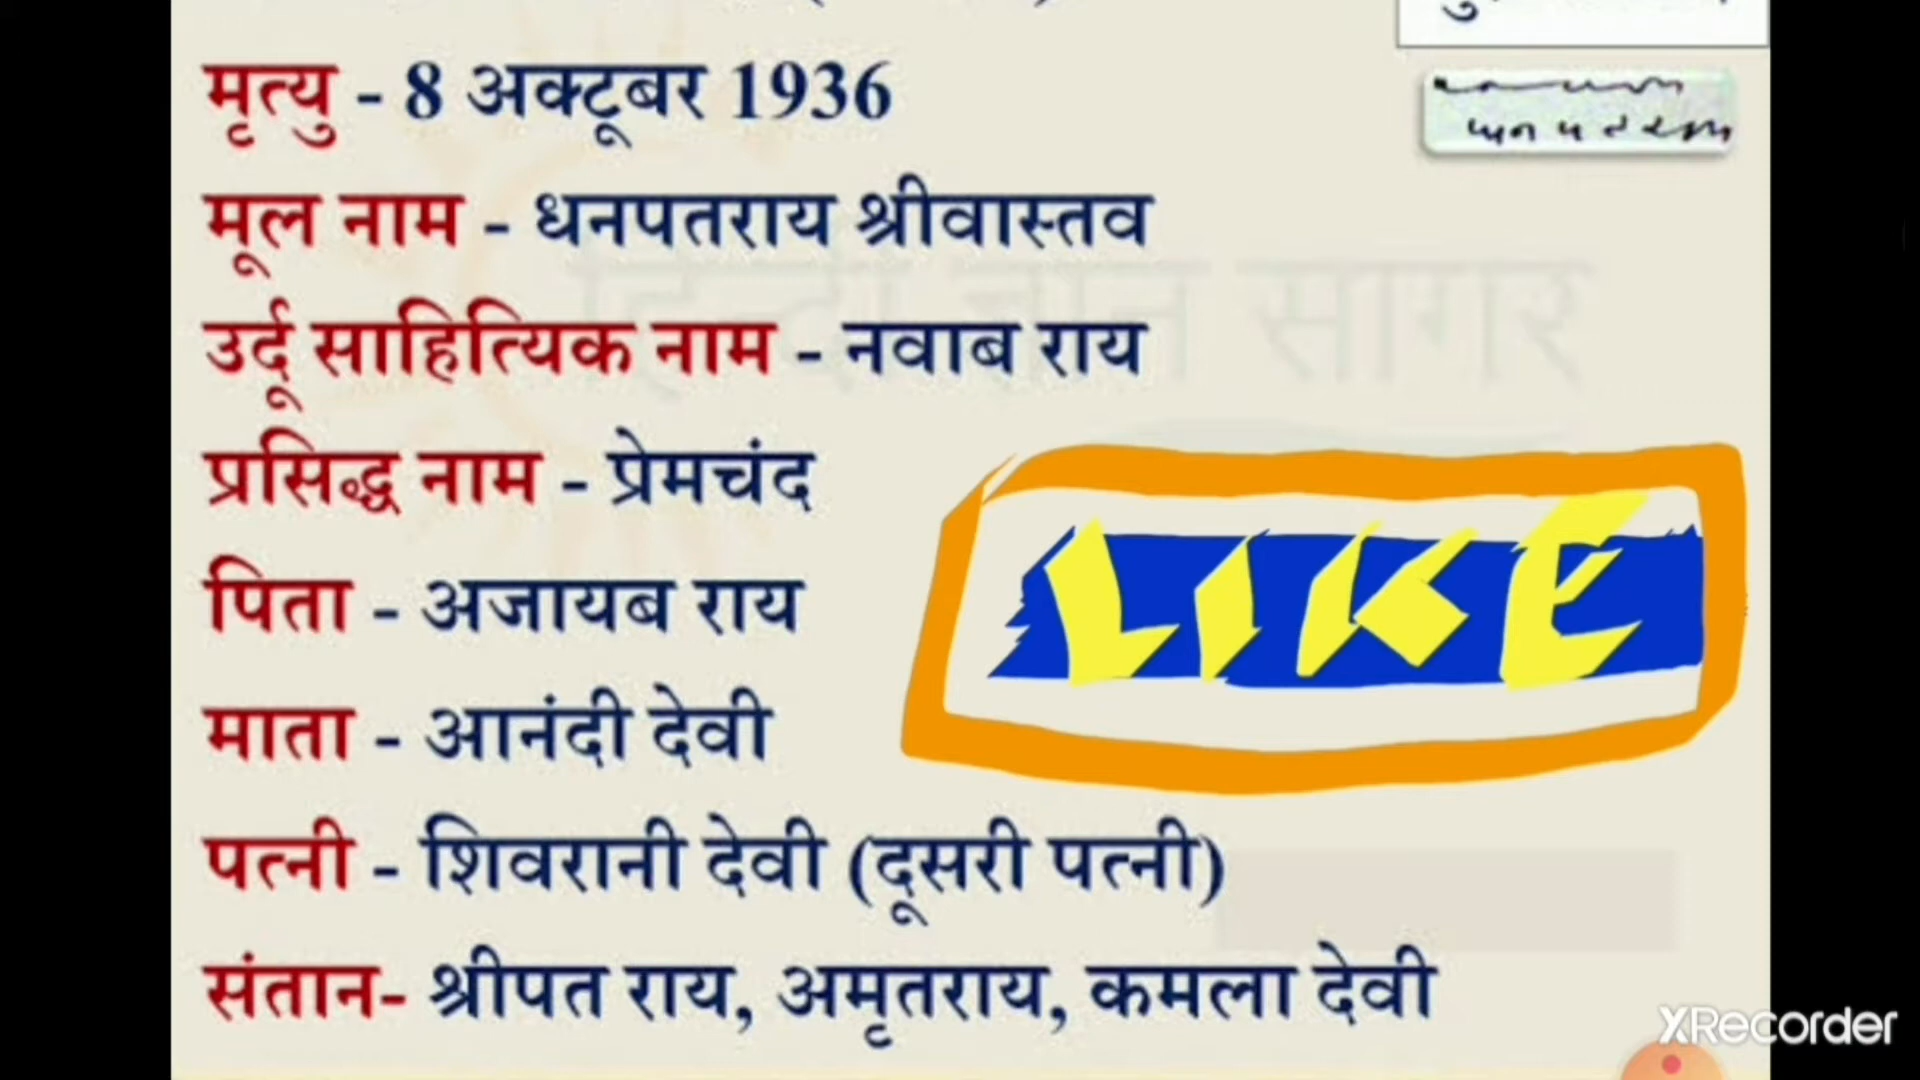 मृत्यु - 8 अक्टूबर 1936
मूल नाम - धनपतराय श्रीवास्तव
हिन्दी ज्ञान सागर
उर्दू साहित्यिक नाम - नवाब राय
प्रसिद्ध नाम - प्रेमचंद
LIKE
पिता - अजायब राय
माता - आनंदी देवी
पत्नी - शिवरानी देवी (दूसरी पत्नी)
संतान- श्रीपत राय, अमृतराय, कमला देवी
XRecorder